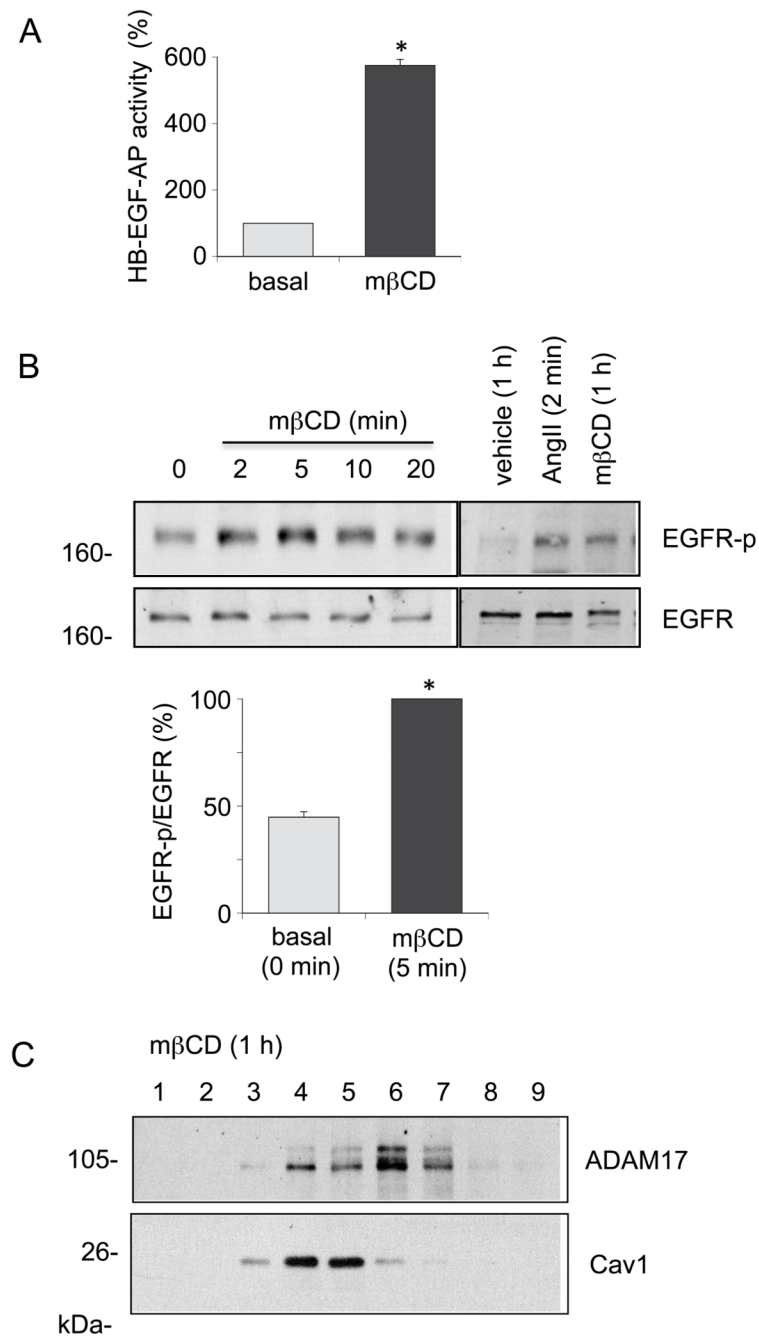 A
HB-EGF-AP activity (%)
600
400
200
0
*
basal
mβCD
B
mβCD (min)
0 2 5 10 20
vehicle (1 h)
AngII (2 min)
mβCD (1 h)
160-
EGFR-p
160-
EGFR
EGFR-p/EGFR (%)
100
50
0
*
basal
(0 min)
mβCD
(5 min)
C
mβCD (1 h)
1 2 3 4 5 6 7 8 9
105-
ADAM17
26-
Cav1
kDa-